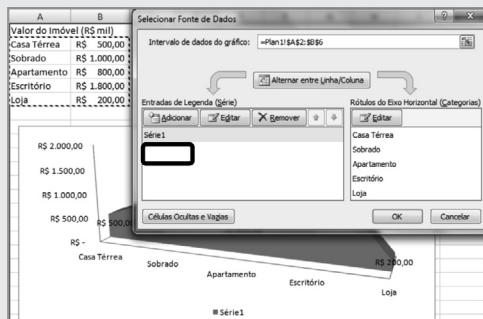 A B
Valor do Imóvel (R$ mil)
Casa Térrea R$ 500,00
Sobrado R$ 1.000,00
Apartamento R$ 800,00
Escritório R$ 1.800,00
Loja R$ 200,00
Selecionar Fonte de Dados
Intervalo de dados do gráfico: =Plan1!$A$2:$B$6
Alternar entre Linha/Coluna
Entradas de Legenda (Série)
Adicionar Editar Remover
Série1
Rótulos do Eixo Horizontal (Categorias)
Editar
Casa Térrea
Sobrado
Apartamento
Escritório
Loja
Células Ocultas e Vazias OK Cancelar
R$ 2.000,00
R$ 1.500,00
R$ 1.000,00
R$ 500,00
R$ -
R$ 500,0
R$ 200,00
Casa Térrea
Sobrado
Apartamento
Escritório
Loja
Série1